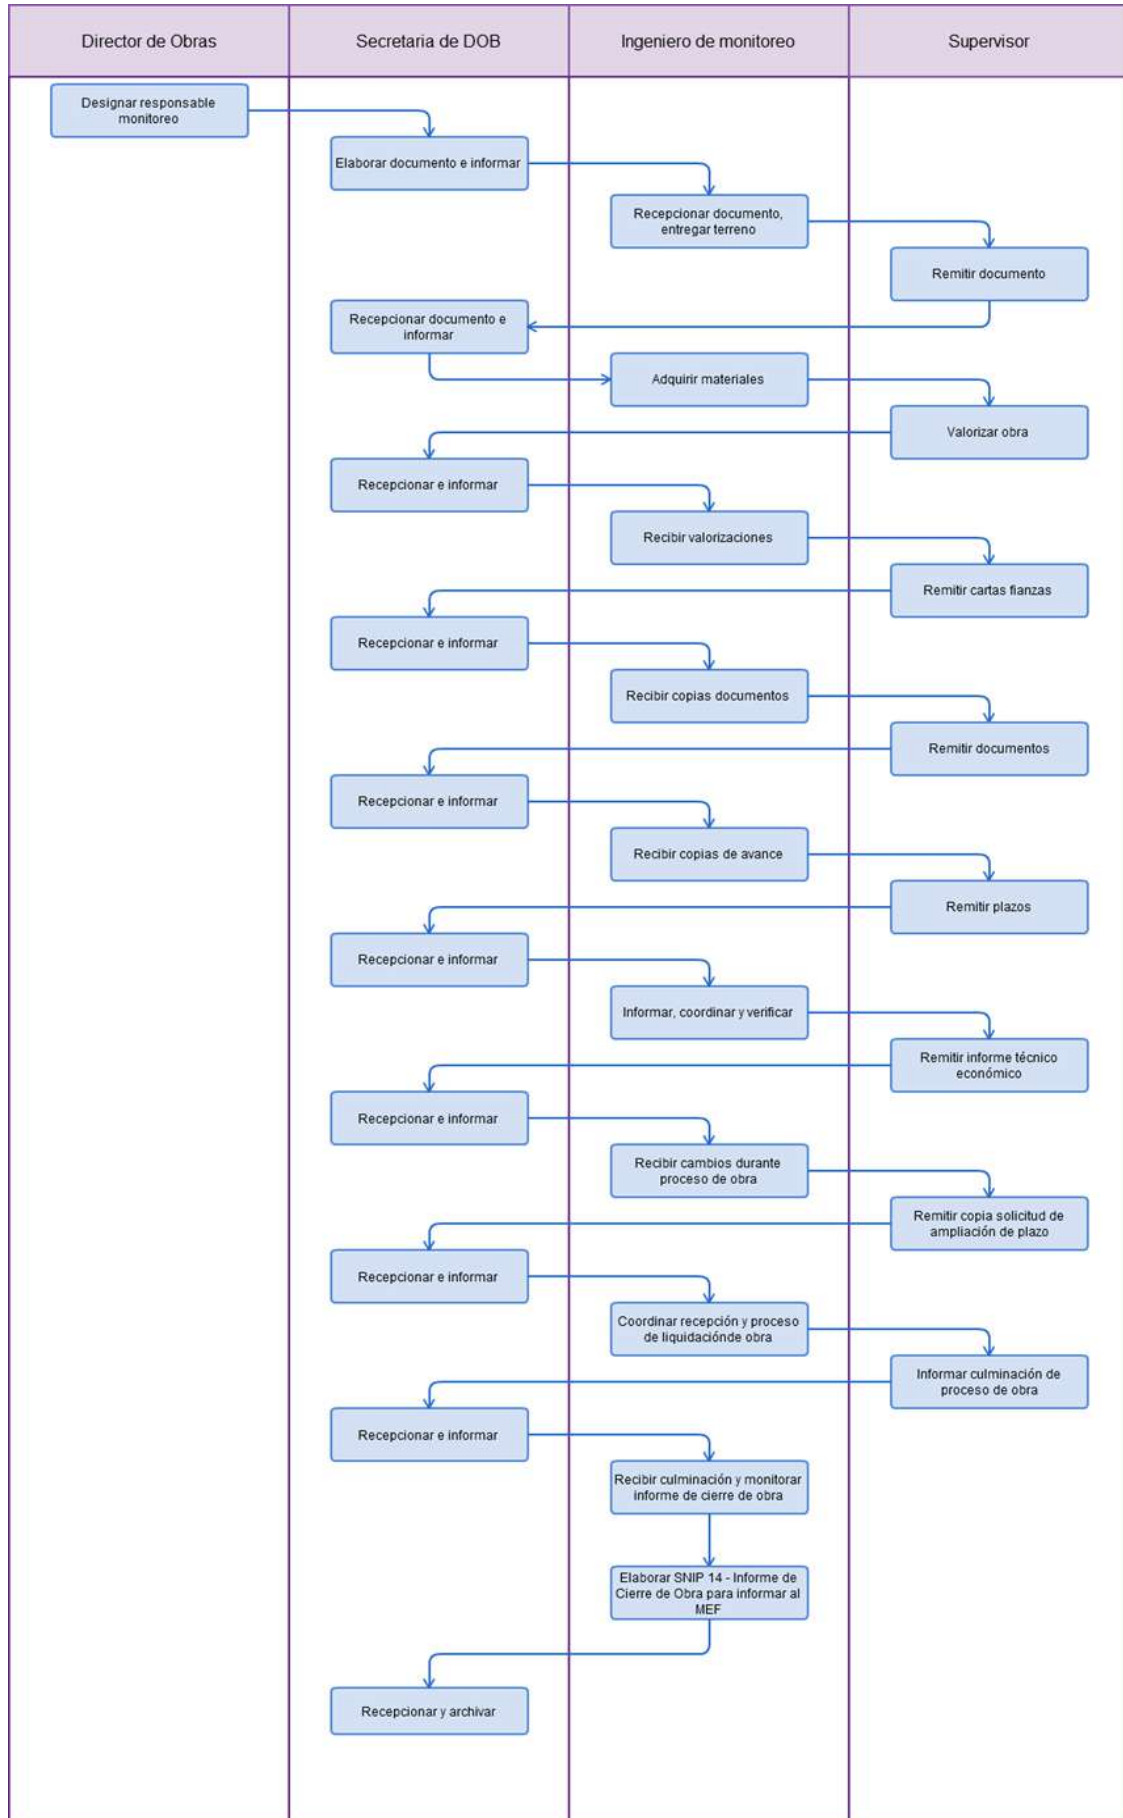 Director de Obras
Secretaria de DOB
Ingeniero de monitoreo
Supervisor
Designar responsable
monitoreo
Elaborar documento e informar
Recepcionar documento,
entregar terreno
Remitir documento
Recepcionar documento e
informar
Adquirir materiales
Valorizar obra
Recepcionar e informar
Recibir valorizaciones
Remitir cartas fianzas
Recepcionar e informar
Recibir copias documentos
Remitir documentos
Recepcionar e informar
Recibir copias de avance
Remitir plazos
Recepcionar e informar
Informar, coordinar y verificar
Remitir informe técnico
económico
Recepcionar e informar
Recibir cambios durante
proceso de obra
Remitir copia solicitud de
ampliación de plazo
Recepcionar e informar
Coordinar recepción y proceso
de liquidaciónde obra
Informar culminación de
proceso de obra
Recepcionar e informar
Recibir culminación y monitorar
informe de cierre de obra
Elaborar SNIP 14 - Informe de
Cierre de Obra para informar al
MEF
Recepcionar y archivar